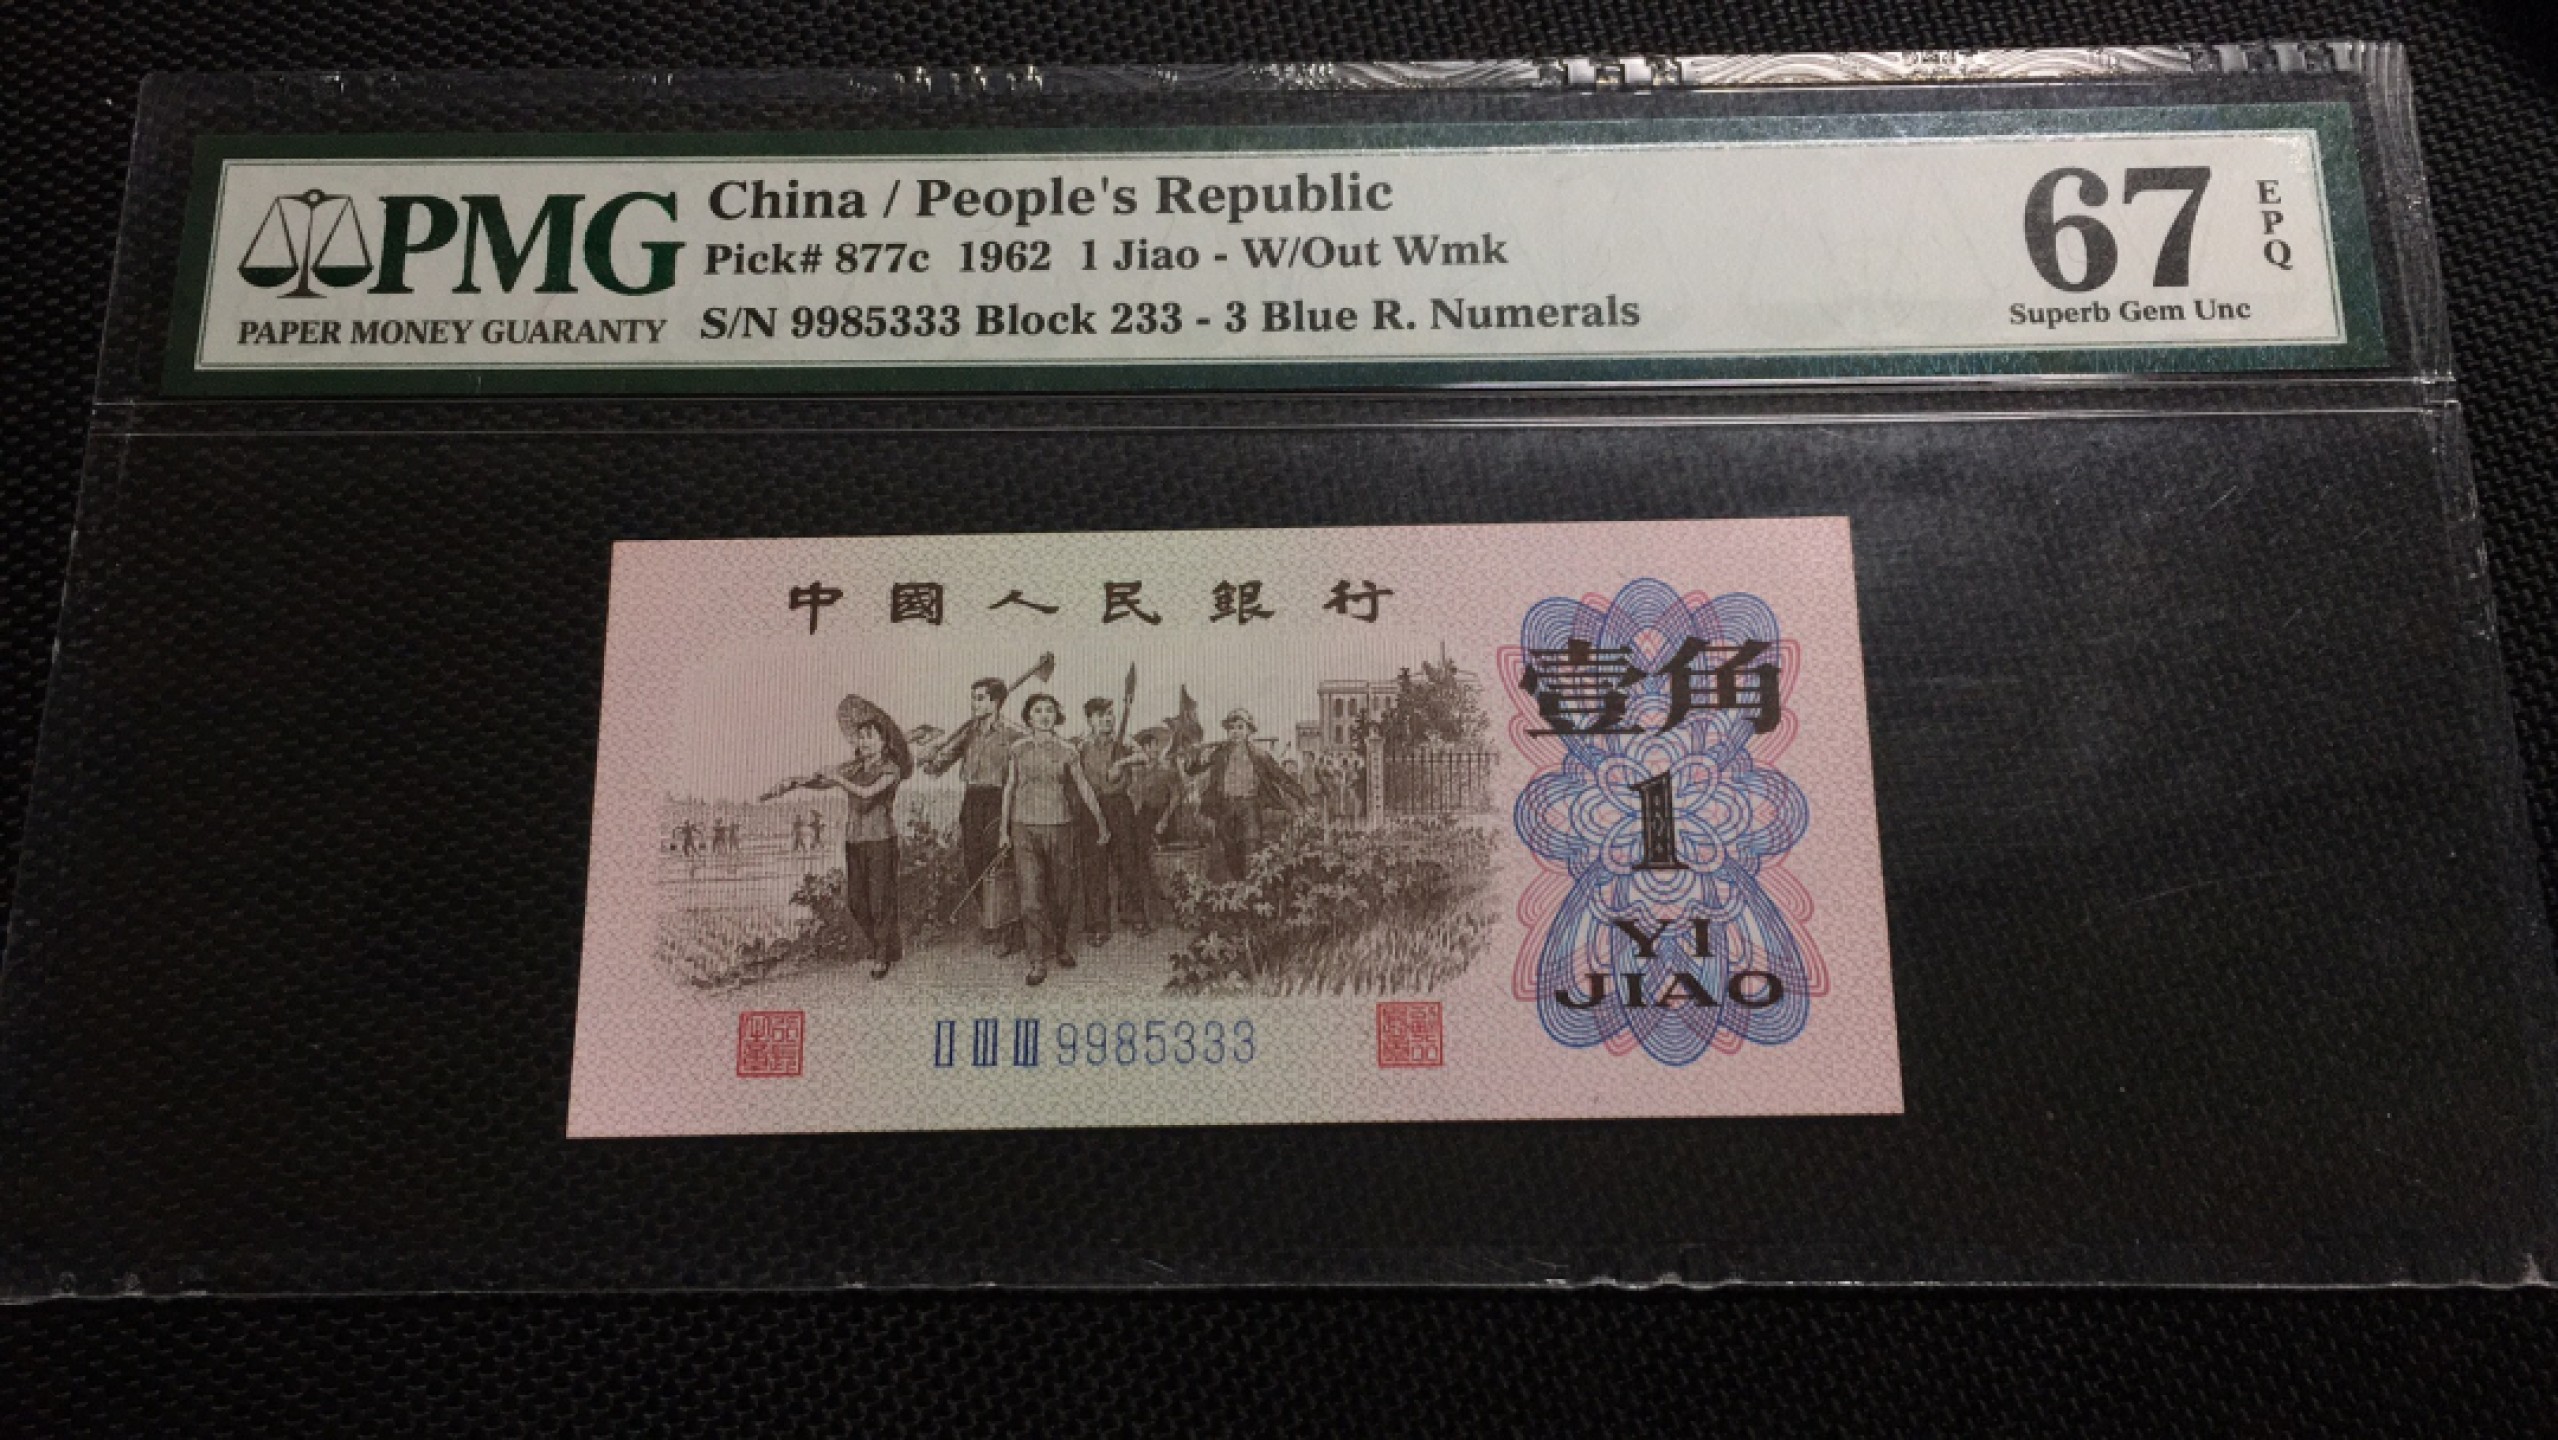 PMG
PAPER MONEY GUARANTY
China / People's Republic
Pick# 877c 1962 1 Jiao - W/Out Wmk
S/N 9985333 Block 233 - 3 Blue R. Numerals
67
EPQ
Superb Gem Unc
中國人民銀行
壹角
1
YI
JIAO
II III III 9985333